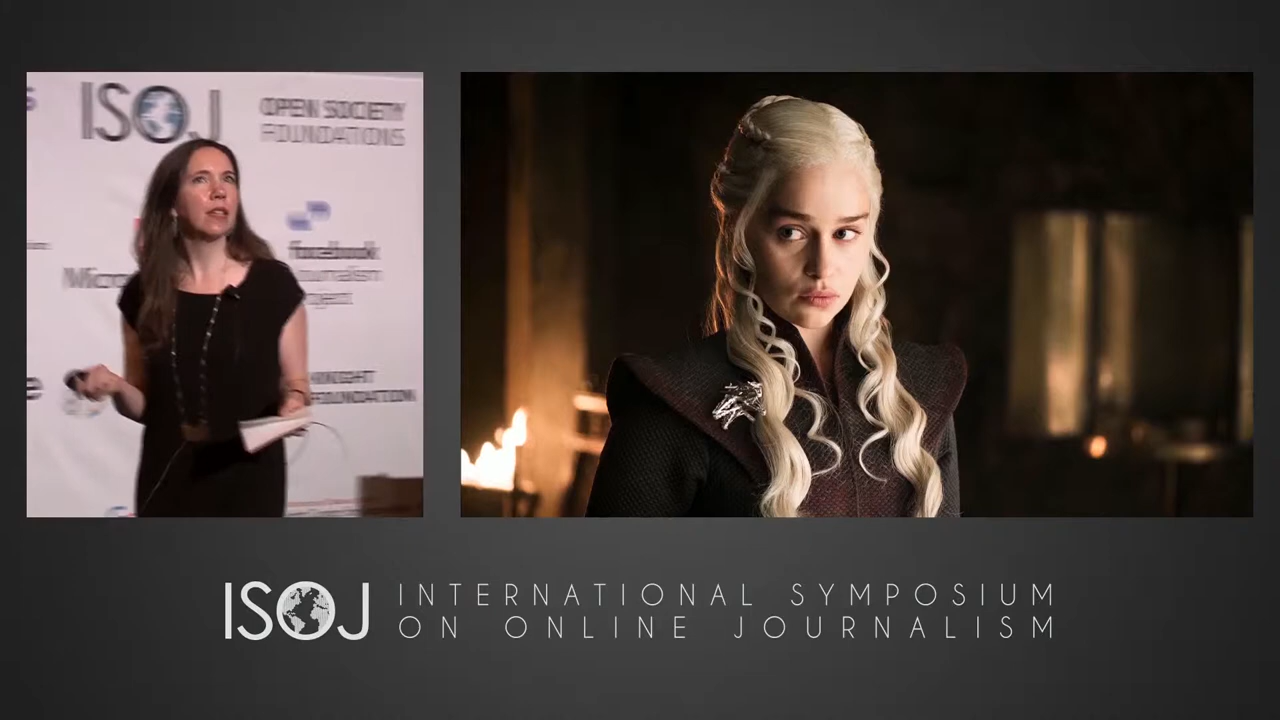 ISOJ
OPEN SOCIETY
FOUNDATIONS
facebook
Journalism
Project
KNIGHT
FOUNDATION
ISOJ
INTERNATIONAL SYMPOSIUM
ON ONLINE JOURNALISM